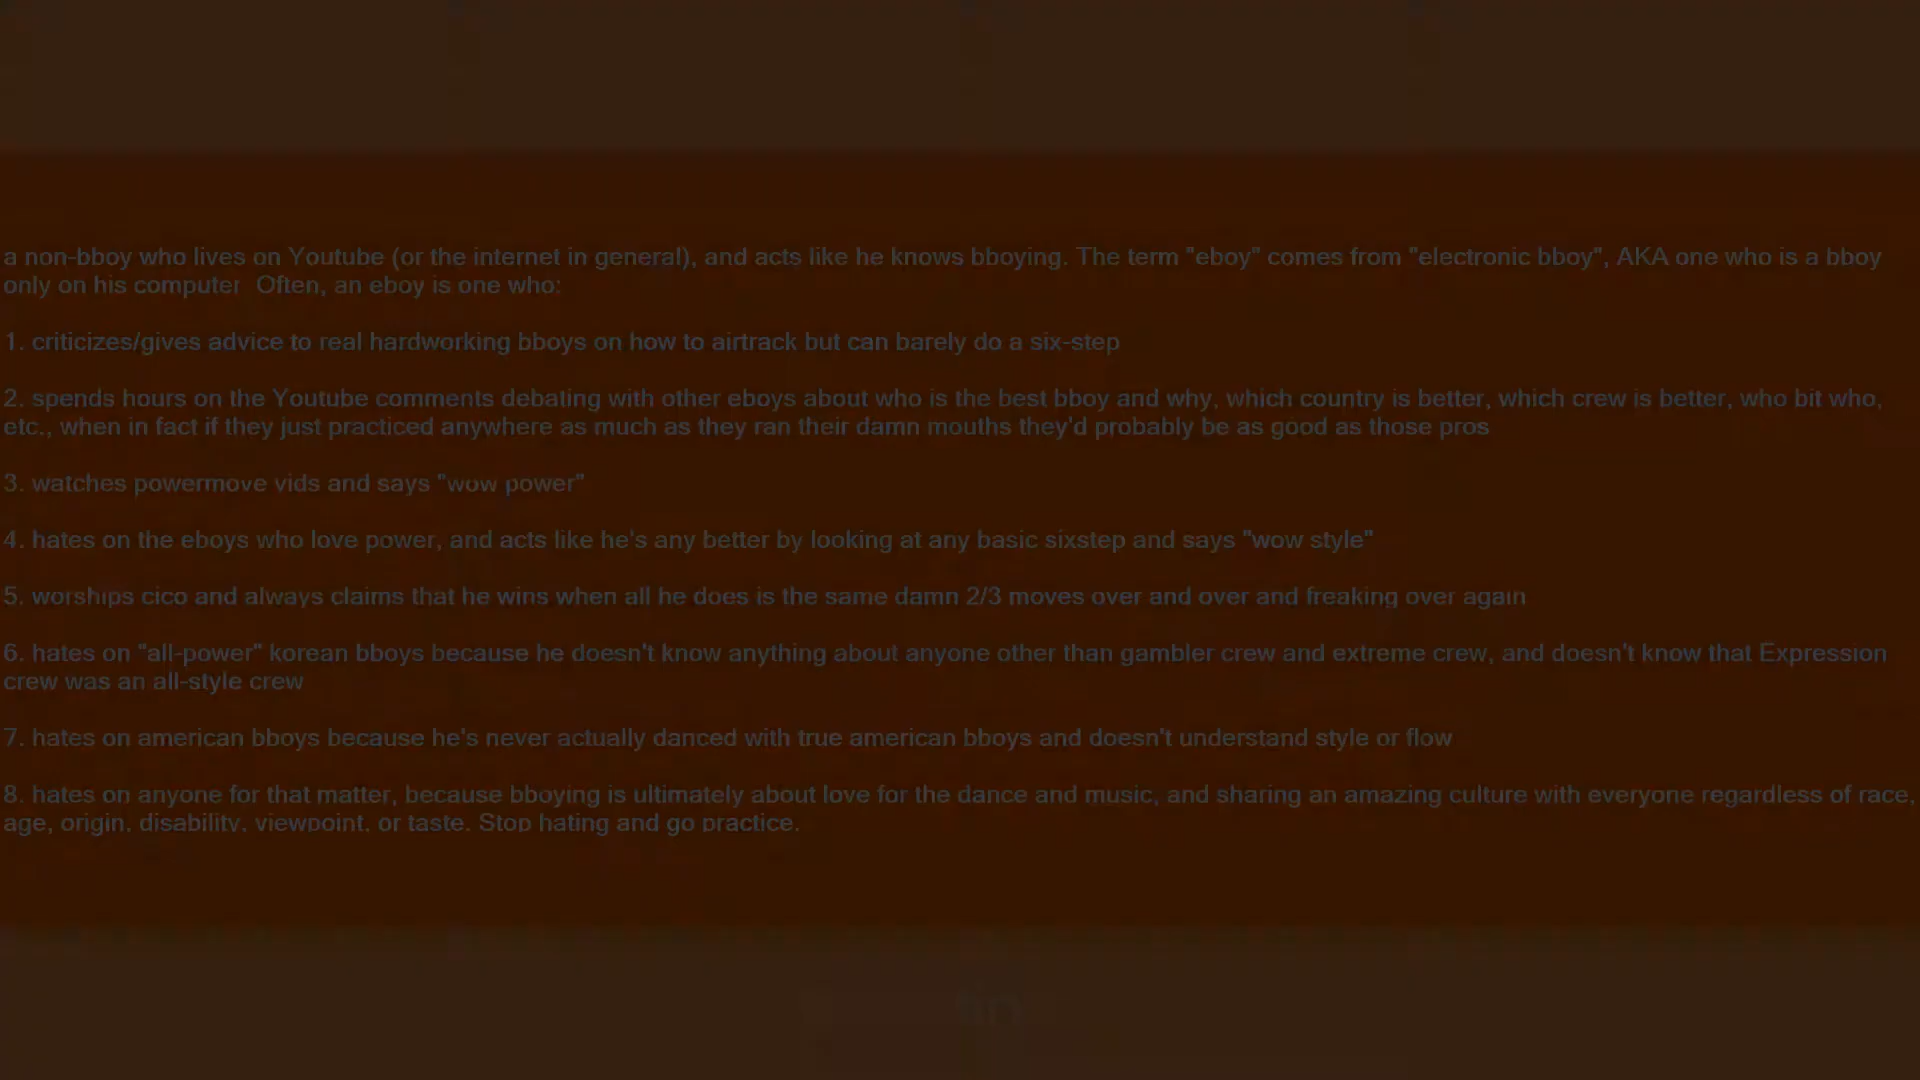 a non-bboy who lives on Youtube (or the internet in general), and acts like he knows bboying. The term "eboy" comes from "electronic bboy", AKA one who is a bboy
only on his computer  Often, an eboy is one who:
1. criticizes/gives advice to real hardworking bboys on how to airtrack but can barely do a six-step
2. spends hours on the Youtube comments debating with other eboys about who is the best bboy and why, which country is better, which crew is better, who bit who,
etc., when in fact if they just practiced anywhere as much as they ran their damn mouths they'd probably be as good as those pros
3. watches powermove vids and says "wow power"
4. hates on the eboys who love power, and acts like he's any better by looking at any basic sixstep and says "wow style"
5. worships cico and always claims that he wins when all he does is the same damn 2/3 moves over and over and freaking over again
6. hates on "all-power" korean bboys because he doesn't know anything about anyone other than gambler crew and extreme crew, and doesn't know that Expression
crew was an all-style crew
7. hates on american bboys because he's never actually danced with true american bboys and doesn't understand style or flow
8. hates on anyone for that matter, because bboying is ultimately about love for the dance and music, and sharing an amazing culture with everyone regardless of race,
age, origin, disability, viewpoint, or taste. Stop hating and go practice.